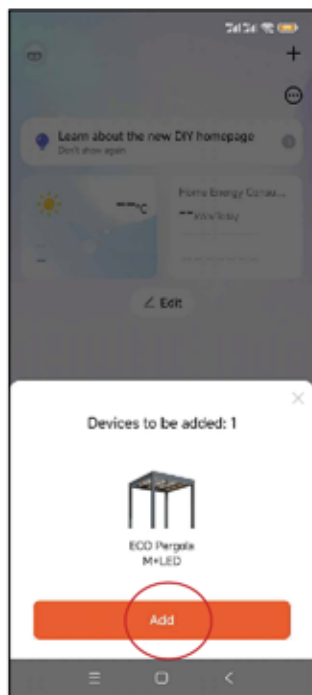 Learn about the new DIY homepage
Don't show again
--°C
Home Energy Consu...
--
Edit
Devices to be added: 1
ECO Pergola
M+LED
Add